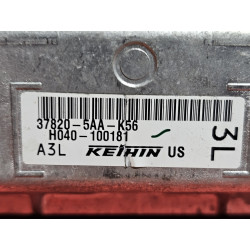 37820-5AA-K56
H040-100181
A3L KEIHIN US
3L